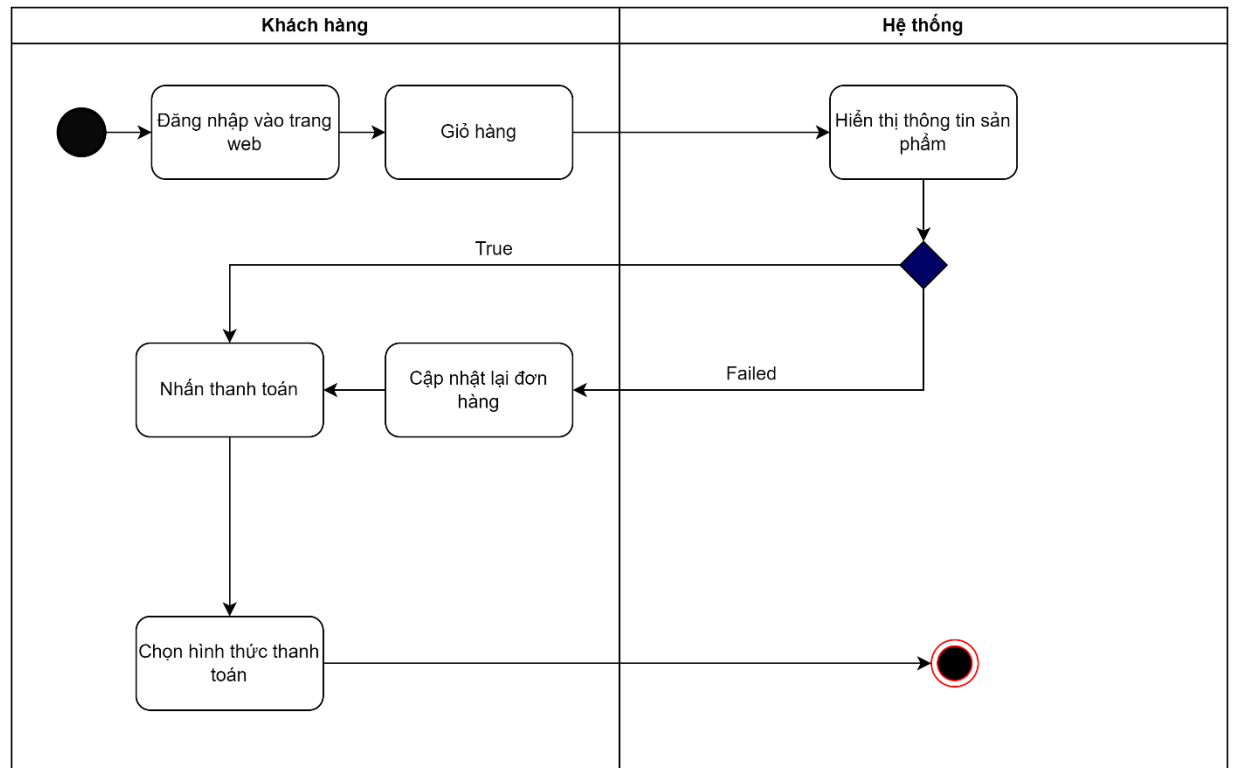 Khách hàng
Hệ thống
Đăng nhập vào trang
web
Giỏ hàng
Hiển thị thông tin sản
phẩm
True
Nhấn thanh toán
Cập nhật lại đơn
hàng
Failed
Chọn hình thức thanh
toán